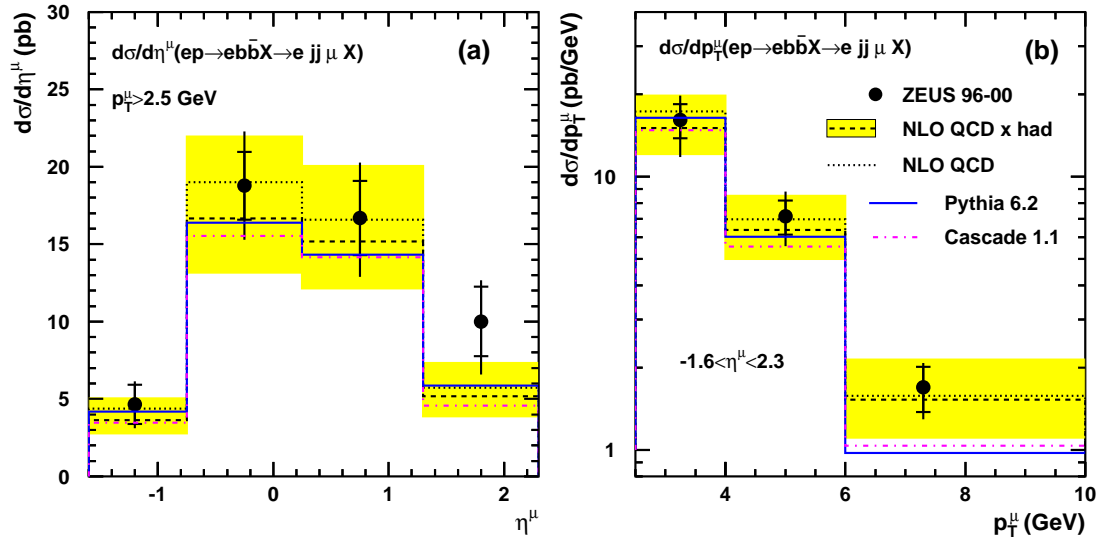 dσ/dη^μ (pb)
30
25
20
15
10
5
0
dσ/dη^μ(ep→ebb̄X→e jj μ X)
(a)
p_T^μ>2.5 GeV
-1 0 1 2
η^μ
dσ/dp_T^μ (pb/GeV)
10
1
dσ/dp_T^μ(ep→ebb̄X→e jj μ X)
(b)
ZEUS 96-00
NLO QCD x had
NLO QCD
Pythia 6.2
Cascade 1.1
-1.6<η^μ<2.3
4 6 8 10
p_T^μ (GeV)